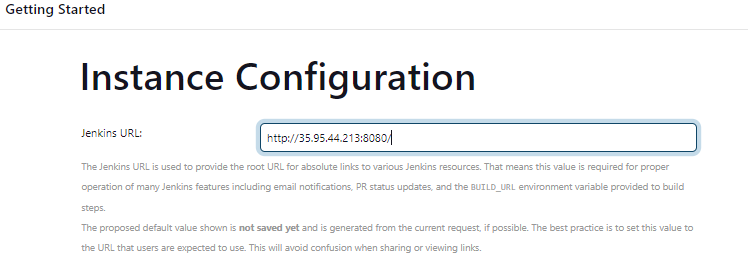 Getting Started
Instance Configuration
Jenkins URL:
http://35.95.44.213:8080/
The Jenkins URL is used to provide the root URL for absolute links to various Jenkins resources. That means this value is required for proper
operation of many Jenkins features including email notifications, PR status updates, and the BUILD_URL environment variable provided to build
steps.
The proposed default value shown is not saved yet and is generated from the current request, if possible. The best practice is to set this value to
the URL that users are expected to use. This will avoid confusion when sharing or viewing links.